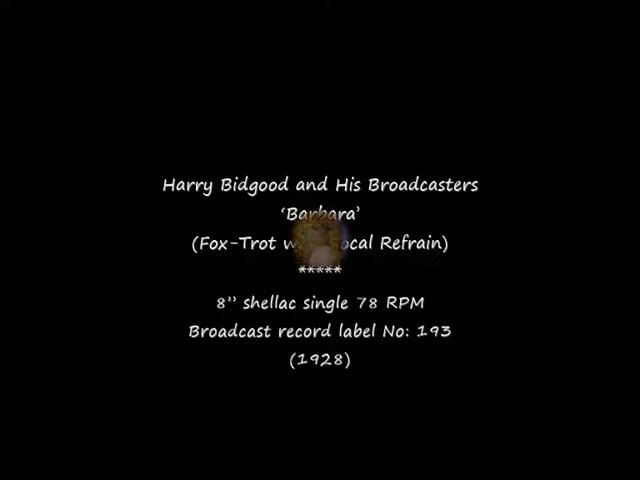 Harry Bidgood and His Broadcasters
‘Barbara’
(Fox-Trot Refrain)
*****
8” shellac single 78 RPM
Broadcast record label No: 193
(1928)